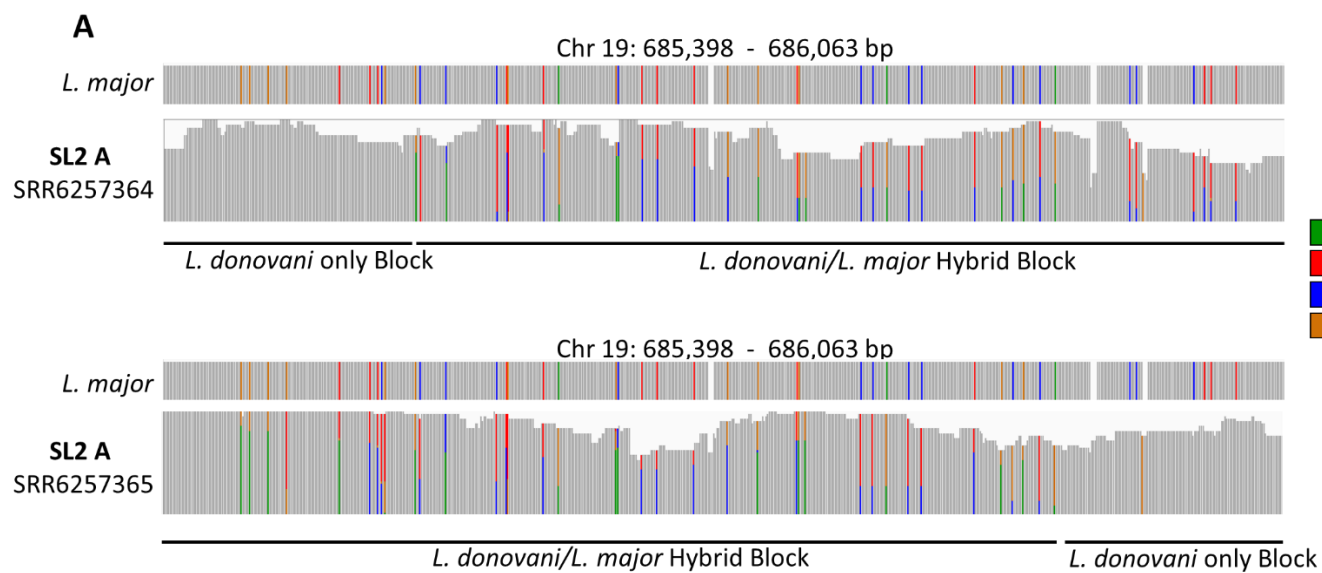 A
Chr 19: 685,398 - 686,063 bp
L. major
SL2 A
SRR6257364
L. donovani only Block
L. donovani/L. major Hybrid Block
Chr 19: 685,398 - 686,063 bp
L. major
SL2 A
SRR6257365
L. donovani/L. major Hybrid Block
L. donovani only Block